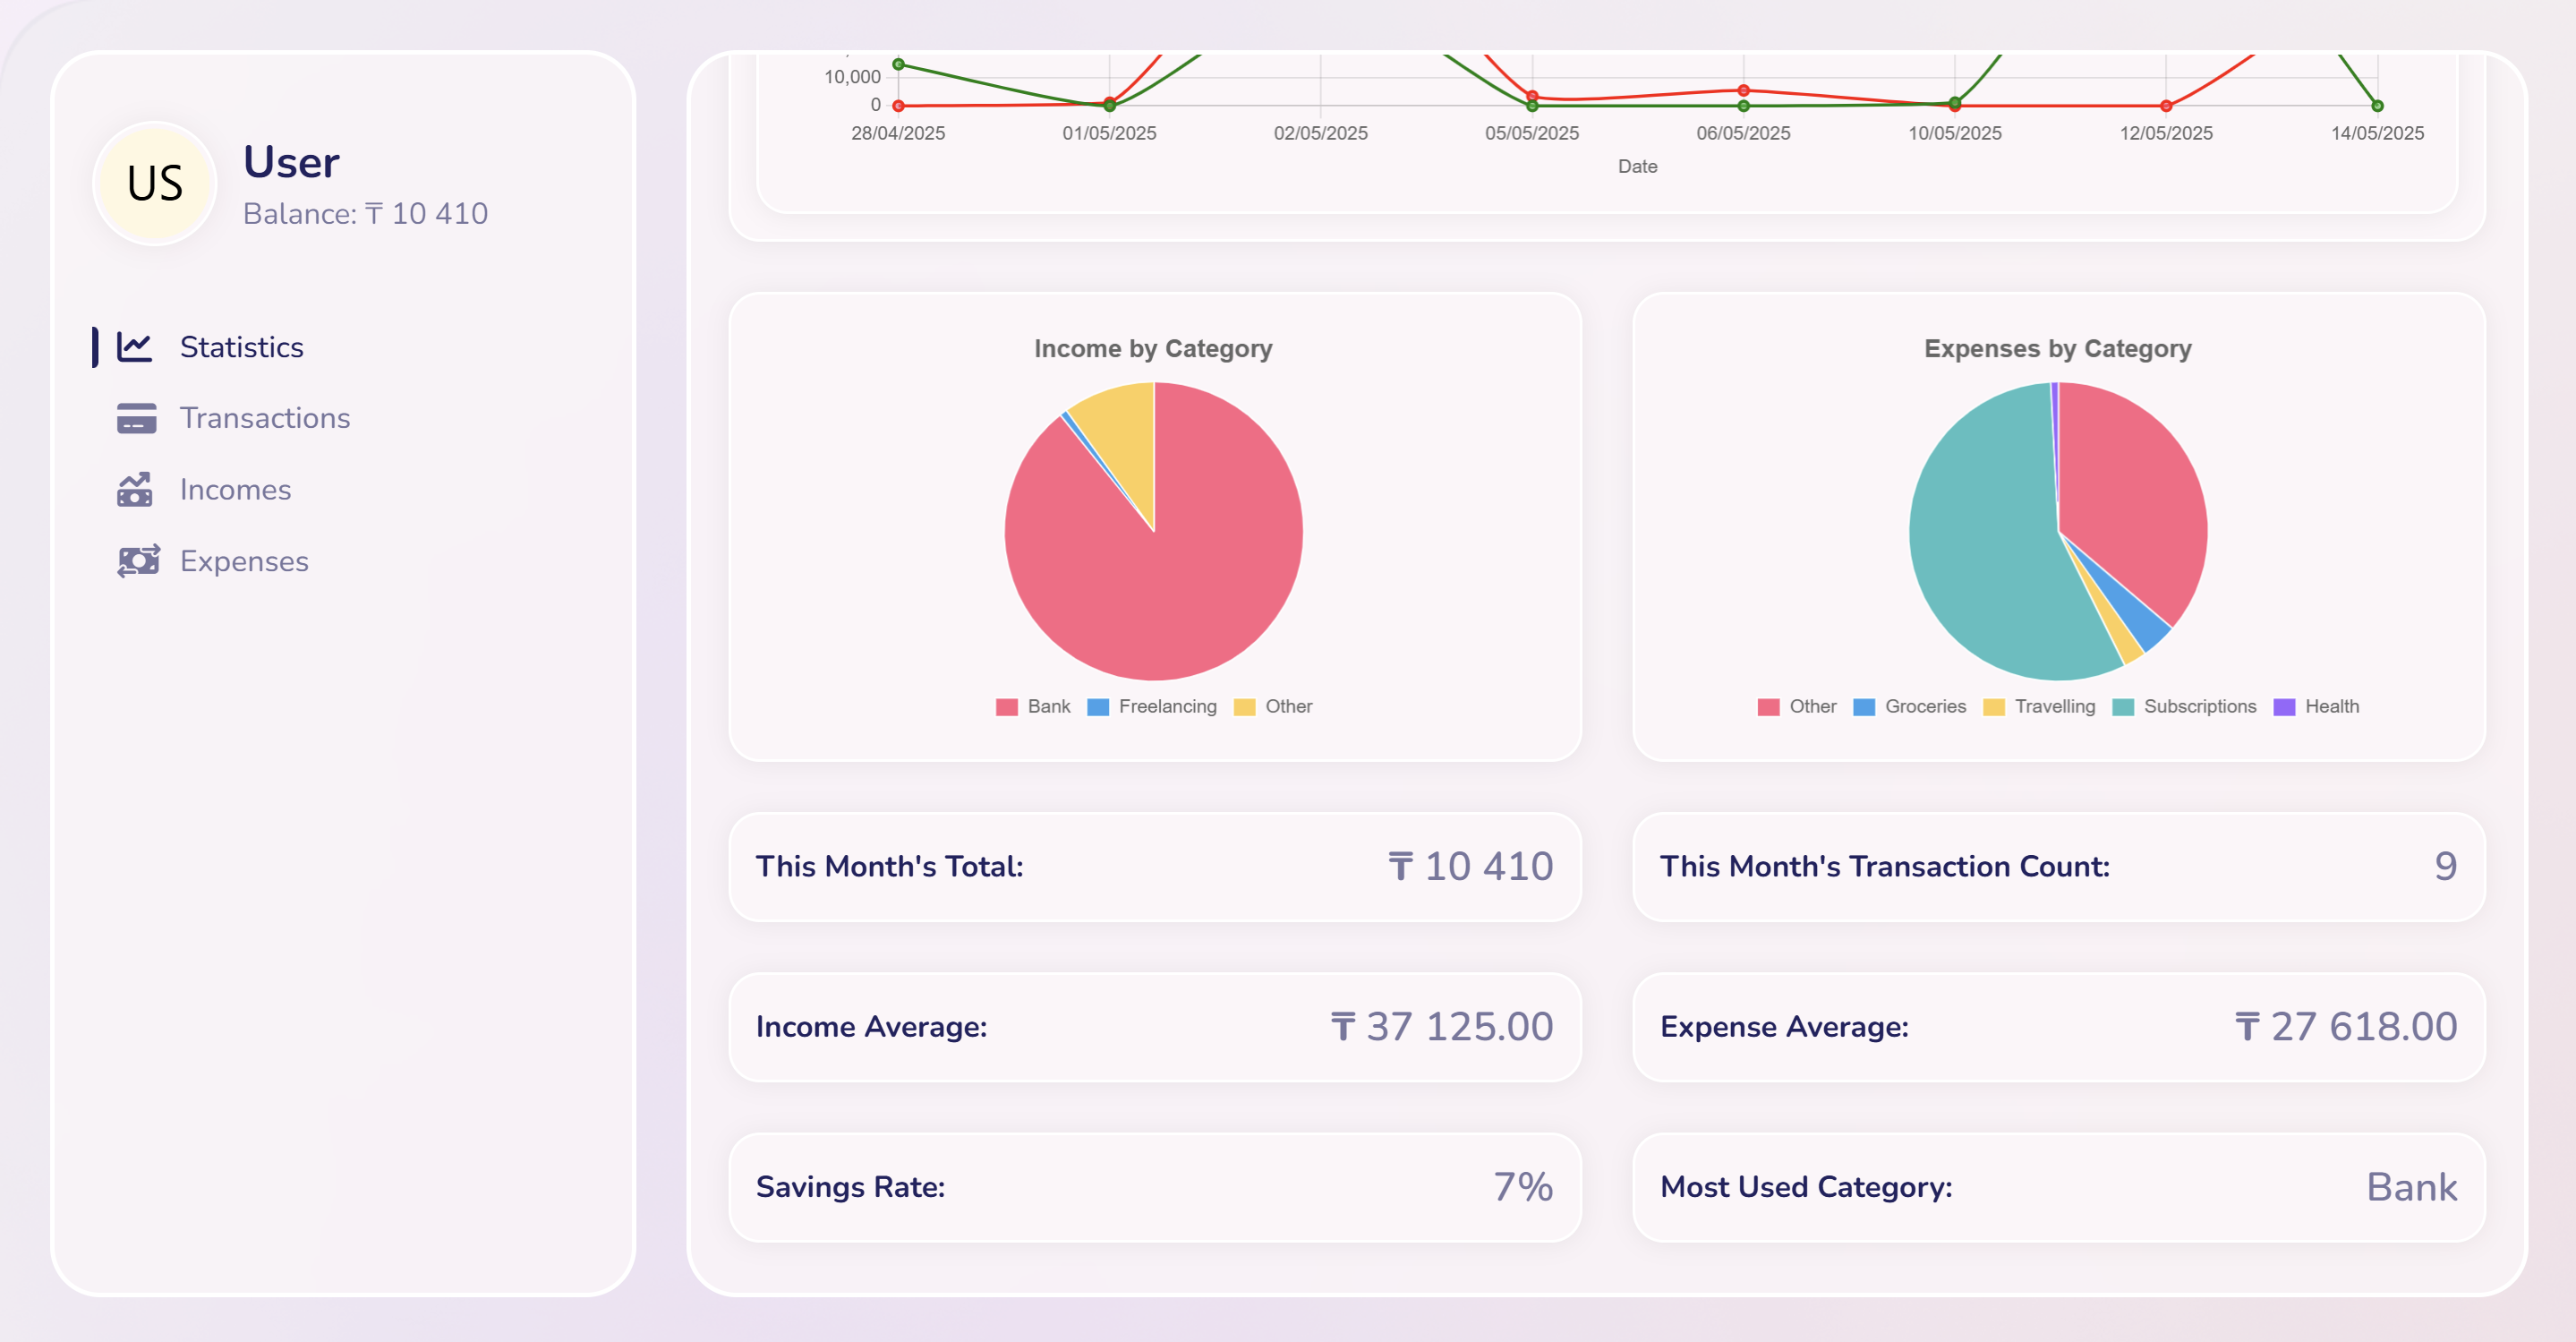 US
User
Balance: ₸ 10 410
Statistics
Transactions
Incomes
Expenses
10,000
0
28/04/2025 01/05/2025 02/05/2025 05/05/2025 06/05/2025 10/05/2025 12/05/2025 14/05/2025
Date
Income by Category
Bank Freelancing Other
Expenses by Category
Other Groceries Travelling Subscriptions Health
This Month's Total: ₸ 10 410
This Month's Transaction Count: 9
Income Average: ₸ 37 125.00
Expense Average: ₸ 27 618.00
Savings Rate: 7%
Most Used Category: Bank